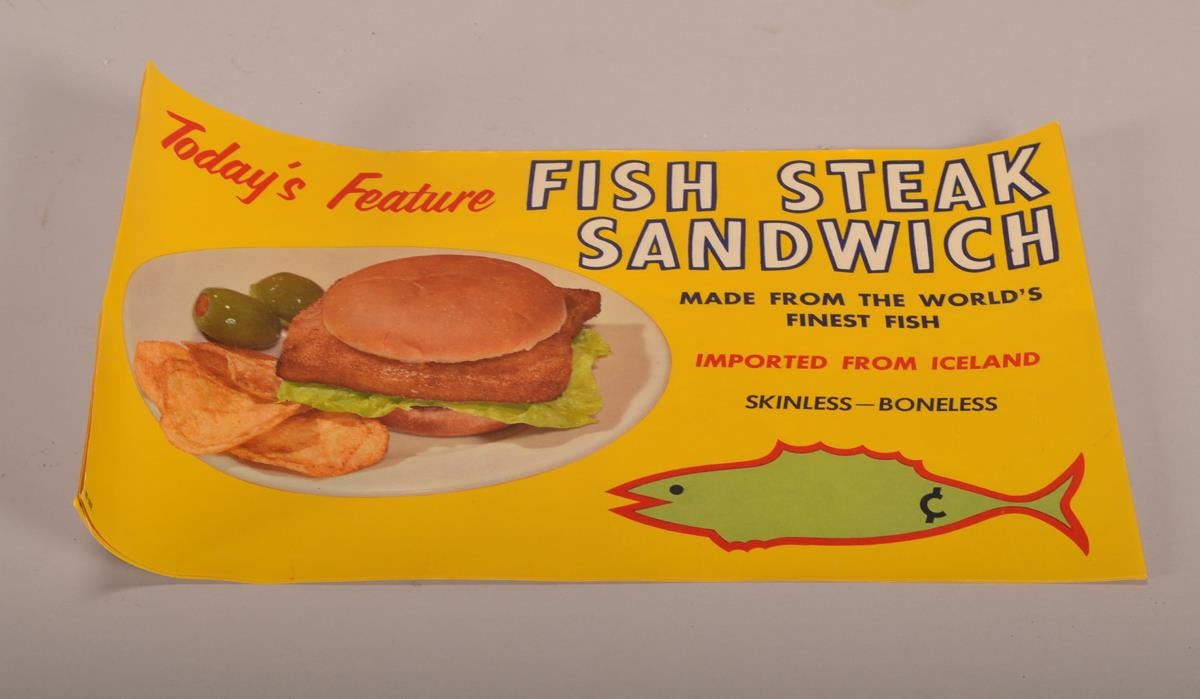 Today's Feature
FISH STEAK
SANDWICH
MADE FROM THE WORLD'S
FINEST FISH
IMPORTED FROM ICELAND
SKINLESS—BONELESS
¢